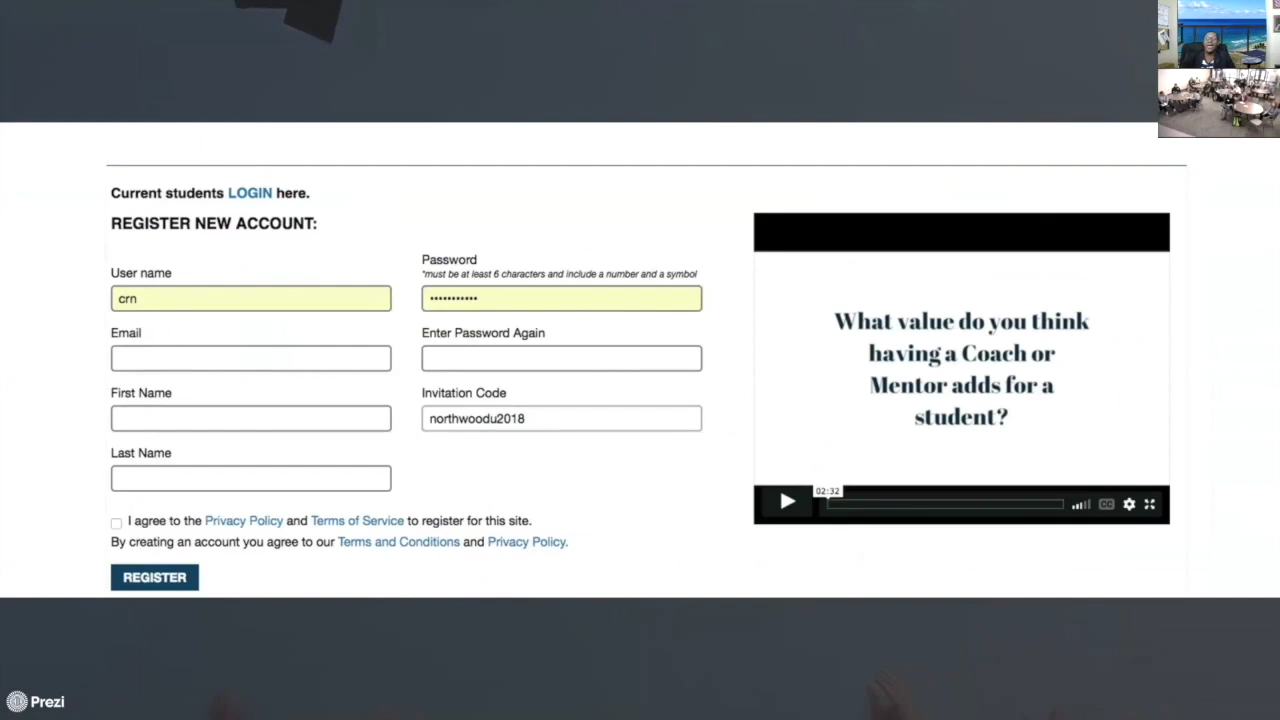 Current students LOGIN here.
REGISTER NEW ACCOUNT:
User name
crn
Password
*must be at least 6 characters and include a number and a symbol
•••••••••••
Email
Enter Password Again
First Name
Invitation Code
northwoodu2018
Last Name
I agree to the Privacy Policy and Terms of Service to register for this site.
By creating an account you agree to our Terms and Conditions and Privacy Policy.
REGISTER
What value do you think
having a Coach or
Mentor adds for a
student?
02:32
CC
Prezi